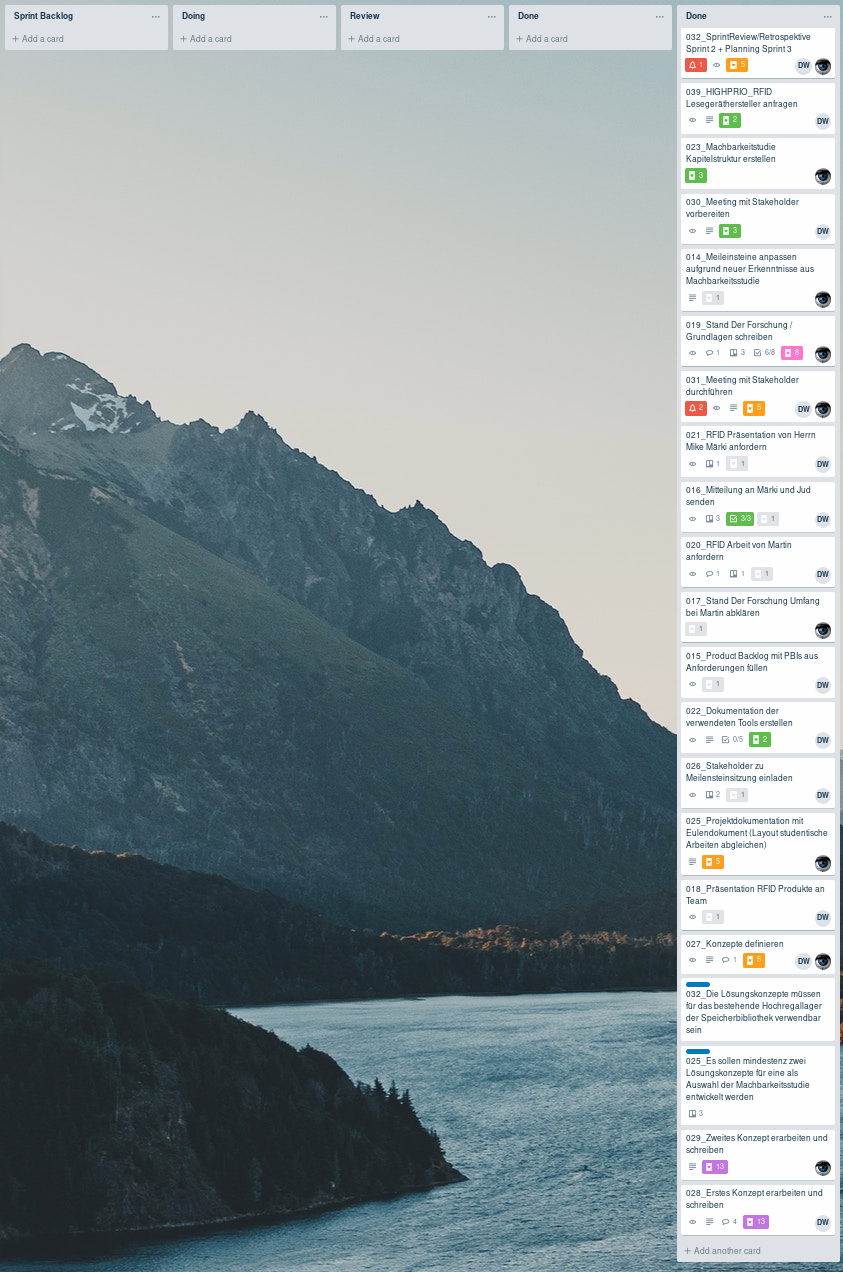 Sprint Backlog
+ Add a card
Doing
+ Add a card
Review
+ Add a card
Done
+ Add a card
Done
032_SprintReview/Retrospektive
Sprint 2 + Planning Sprint 3
1
5
DW
039_HIGHPRIO_RFID
Lesegeräthersteller anfragen
2
DW
023_Machbarkeitstudie
Kapitelstruktur erstellen
3
030_Meeting mit Stakeholder
vorbereiten
3
DW
014_Meileinsteine anpassen
aufgrund neuer Erkenntnisse aus
Machbarkeitsstudie
1
019_Stand Der Forschung /
Grundlagen schreiben
1
3
6/8
8
031_Meeting mit Stakeholder
durchführen
2
5
DW
021_RFID Präsentation von Herrn
Mike Märki anfordern
1
1
DW
016_Mitteilung an Märki und Jud
senden
3
3/3
1
DW
020_RFID Arbeit von Martin
anfordern
1
1
1
DW
017_Stand Der Forschung Umfang
bei Martin abklären
1
015_Product Backlog mit PBIs aus
Anforderungen füllen
1
DW
022_Dokumentation der
verwendeten Tools erstellen
0/5
2
DW
026_Stakeholder zu
Meilensteinsitzung einladen
2
1
DW
025_Projektdokumentation mit
Eulendokument (Layout studentische
Arbeiten abgleichen)
5
018_Präsentation RFID Produkte an
Team
1
DW
027_Konzepte definieren
1
5
DW
032_Die Lösungskonzepte müssen
für das bestehende Hochregallager
der Speicherbibliothek verwendbar
sein
025_Es sollen mindestenz zwei
Lösungskonzepte für eine als
Auswahl der Machbarkeitsstudie
entwickelt werden
3
029_Zweites Konzept erarbeiten und
schreiben
13
028_Erstes Konzept erarbeiten und
schreiben
4
13
DW
+ Add another card